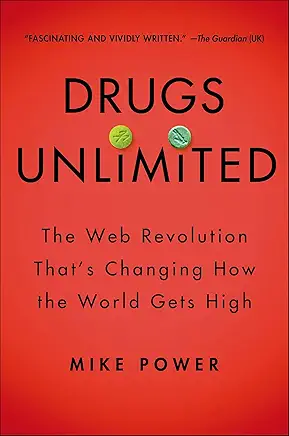 "FASCINATING AND VIVIDLY WRITTEN." —The Guardian (UK)
DRUGS
UNLiMiTED
The Web Revolution
That's Changing How
the World Gets High
MIKE POWER